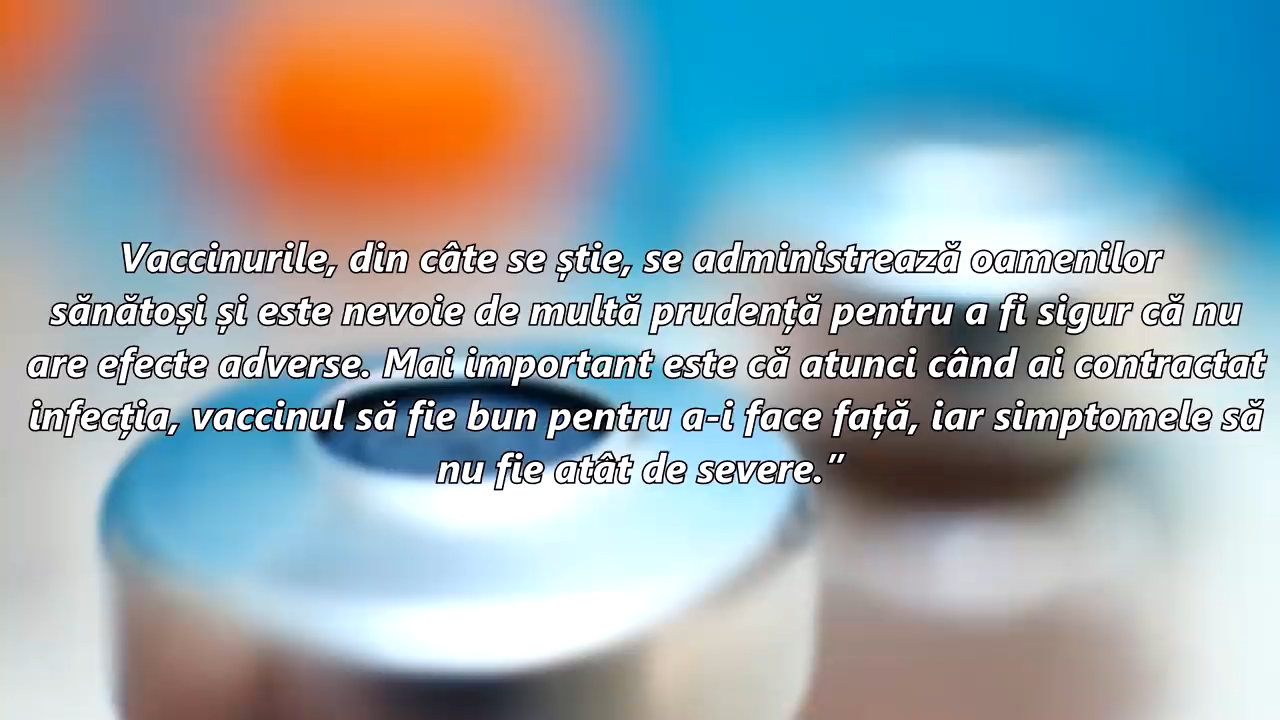 Vaccinurile, din câte se știe, se administrează oamenilor
sănătoși și este nevoie de multă prudență pentru a fi sigur că nu
are efecte adverse. Mai important este că atunci când ai contractat
infecția, vaccinul să fie bun pentru a-i face față, iar simptomele să
nu fie atât de severe.”